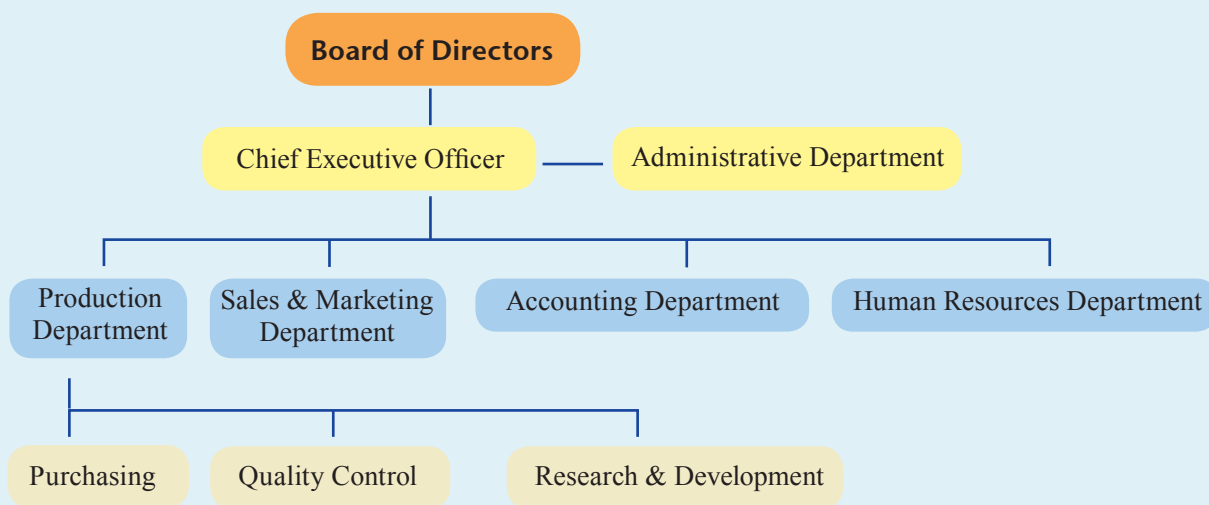 Board of Directors
Chief Executive Officer
Administrative Department
Production
Department
Sales & Marketing
Department
Accounting Department
Human Resources Department
Purchasing
Quality Control
Research & Development